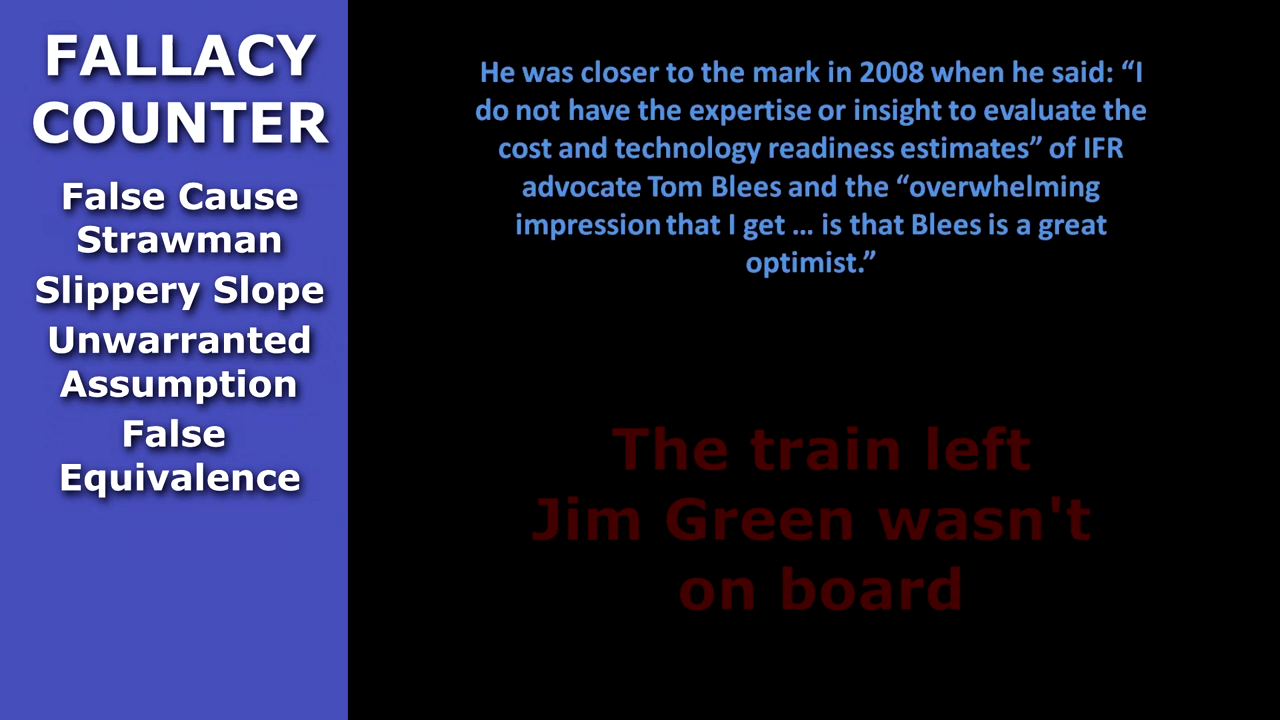 FALLACY
COUNTER
False Cause
Strawman
Slippery Slope
Unwarranted
Assumption
False
Equivalence
He was closer to the mark in 2008 when he said: “I
do not have the expertise or insight to evaluate the
cost and technology readiness estimates” of IFR
advocate Tom Blees and the “overwhelming
impression that I get … is that Blees is a great
optimist.”
The train left
Jim Green wasn't
on board